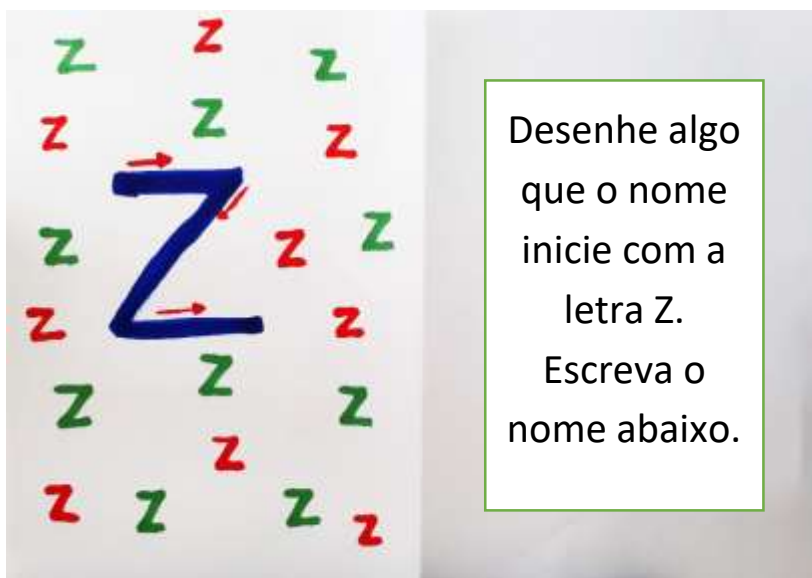 Z Z Z
Z Z Z
Z Z Z Z
Z Z
Z Z Z
Z
Z Z Z Z
Desenhe algo
que o nome
inicie com a
letra Z.
Escreva o
nome abaixo.